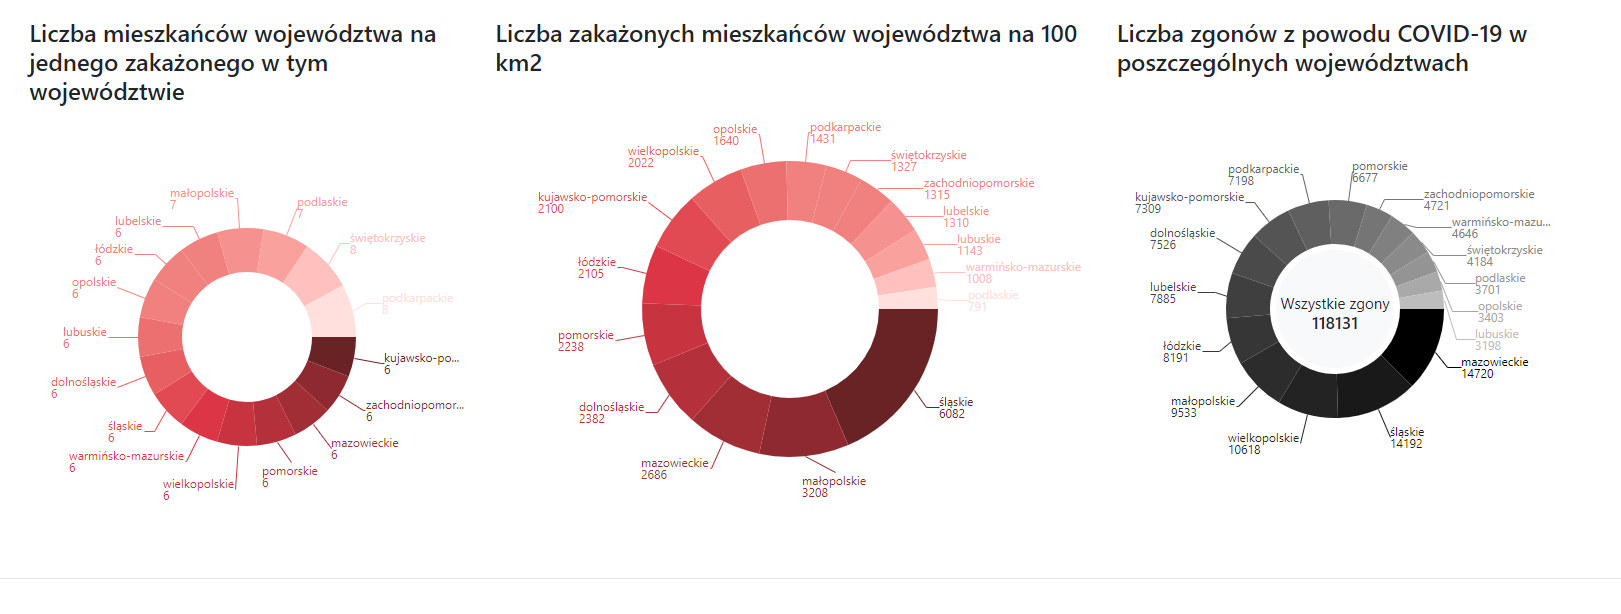 Liczba mieszkańców województwa na
jednego zakażonego w tym
województwie
małopolskie
7
podlaskie
7
lubelskie
6
świętokrzyskie
8
łódzkie
6
opolskie
6
podkarpackie
8
lubuskie
6
kujawsko-po...
6
dolnośląskie
6
zachodniopomor...
6
śląskie
6
mazowieckie
6
warmińsko-mazurskie
6
pomorskie
6
wielkopolskie
6
Liczba zakażonych mieszkańców województwa na 100
km2
opolskie
1640
podkarpackie
1431
wielkopolskie
2022
świętokrzyskie
1327
kujawsko-pomorskie
2100
zachodniopomorskie
1315
lubelskie
1310
lubuskie
1143
łódzkie
2105
warmińsko-mazurskie
1008
podlaskie
791
pomorskie
2238
dolnośląskie
2382
śląskie
6082
mazowieckie
2686
małopolskie
3208
Liczba zgonów z powodu COVID-19 w
poszczególnych województwach
podkarpackie
7198
pomorskie
6677
kujawsko-pomorskie
7309
zachodniopomorskie
4721
dolnośląskie
7526
warmińsko-mazu...
4646
świętokrzyskie
4184
podlaskie
3701
lubelskie
7885
opolskie
3403
Wszystkie zgony
118131
lubuskie
3198
łódzkie
8191
mazowieckie
14720
małopolskie
9533
wielkopolskie
10618
śląskie
14192